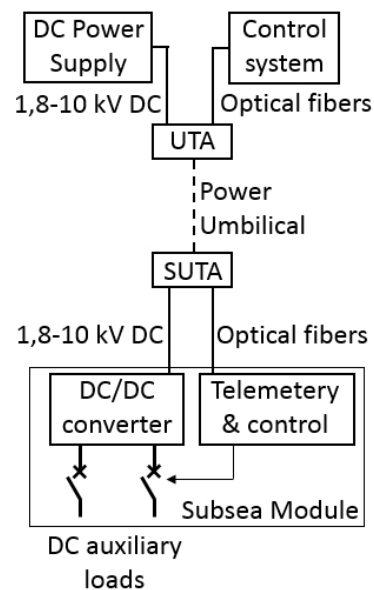 DC Power
Supply
Control
system
1,8-10 kV DC
Optical fibers
UTA
Power
Umbilical
SUTA
1,8-10 kV DC
Optical fibers
DC/DC
converter
Telemetery
& control
Subsea Module
DC auxiliary
loads